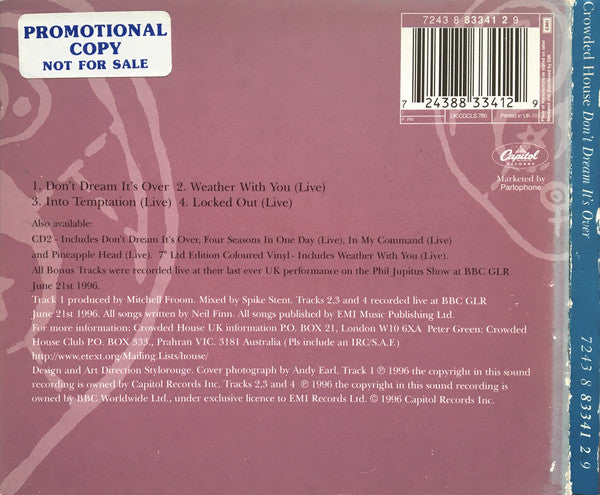 PROMOTIONAL
COPY
NOT FOR SALE
7243 8 83341 2 9
EMI
7 24388 33412 9
UK CDCLS 760
Printed in UK
Capitol
RECORDS
Marketed by
Parlophone
1. Don't Dream It's Over 2. Weather With You (Live)
3. Into Temptation (Live) 4. Locked Out (Live)
Also available:
CD2 - Includes Don't Dream It's Over, Four Seasons In One Day (Live), In My Command (Live)
and Pineapple Head (Live). 7" Ltd Edition Coloured Vinyl - Includes Weather With You (Live).
All Bonus Tracks were recorded live at their last ever UK performance on the Phil Jupitus Show at BBC GLR
June 21st 1996.
Track 1 produced by Mitchell Froom. Mixed by Spike Stent. Tracks 2,3 and 4 recorded live at BBC GLR
June 21st 1996. All songs written by Neil Finn. All songs published by EMI Music Publishing Ltd.
For more information: Crowded House UK information P.O. BOX 21, London W10 6XA Peter Green: Crowded
House Club P.O. BOX 333., Prahran VIC. 3181 Australia (Pls include an IRC/S.A.E)
http://www.etext.org/Mailing.Lists/house/
Design and Art Direction Stylorouge. Cover photograph by Andy Earl. Track 1 ℗ 1996 the copyright in this sound
recording is owned by Capitol Records Inc. Tracks 2,3 and 4 ℗ 1996 the copyright in this sound recording is
owned by BBC Worldwide Ltd., under exclusive licence to EMI Records Ltd. © 1996 Capitol Records Inc.
Crowded House Don't Dream It's Over
7243 8 83341 2 9